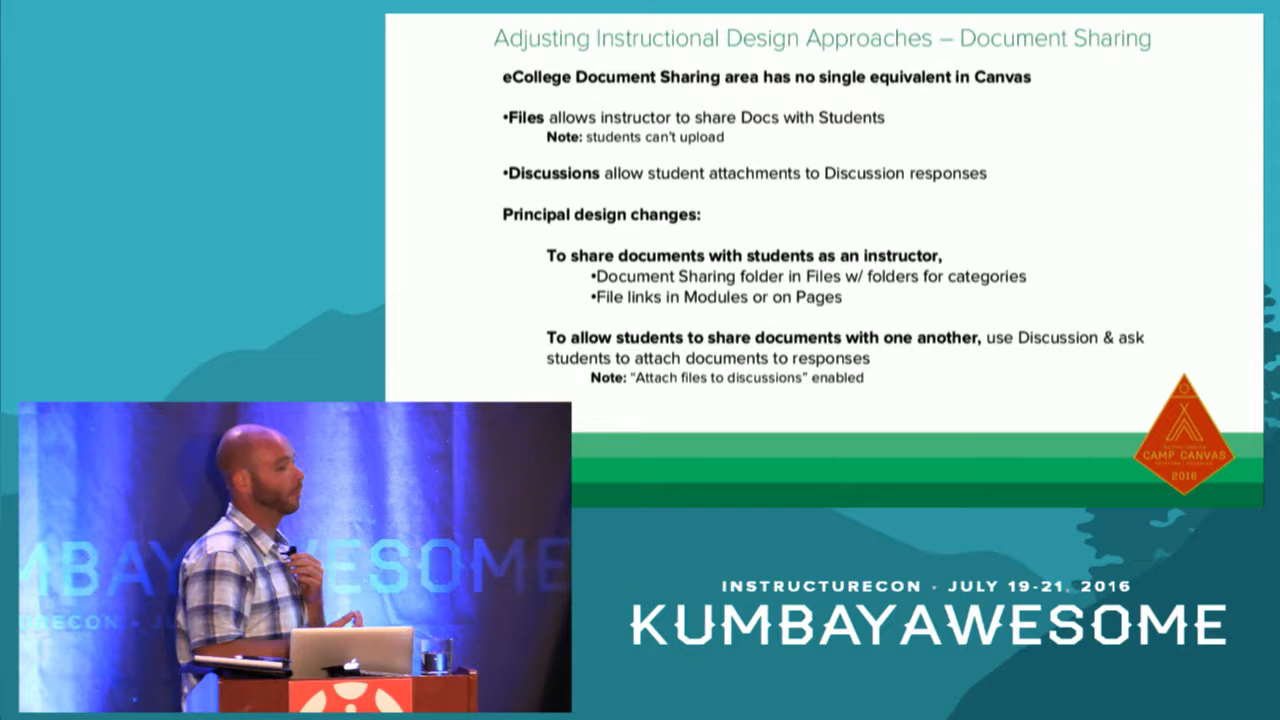 Adjusting Instructional Design Approaches – Document Sharing
eCollege Document Sharing area has no single equivalent in Canvas
•Files allows instructor to share Docs with Students
Note: students can't upload
•Discussions allow student attachments to Discussion responses
Principal design changes:
To share documents with students as an instructor,
•Document Sharing folder in Files w/ folders for categories
•File links in Modules or on Pages
To allow students to share documents with one another, use Discussion & ask
students to attach documents to responses
Note: "Attach files to discussions" enabled
CAMP CANVAS
2016
MBAY
WESOME
INSTRUCTURECON • JULY 19-21, 2016
KUMBAYAWESOME